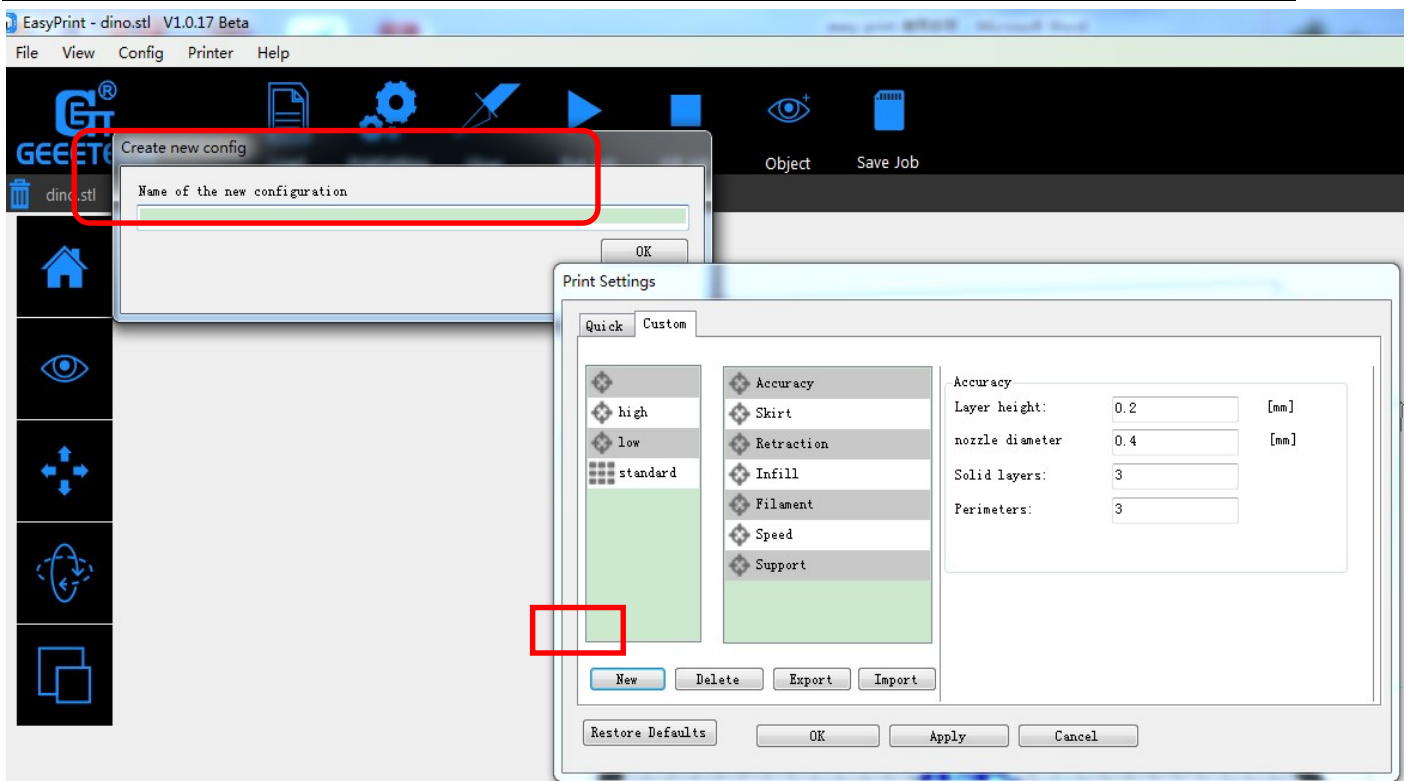 EasyPrint - dino.stl V1.0.17 Beta
File View Config Printer Help
GEEETE
Create new config
Object Save Job
dino.stl
Name of the new configuration
OK
Print Settings
Quick Custom
high
low
standard
Accuracy
Skirt
Retraction
Infill
Filament
Speed
Support
Accuracy
Layer height: 0.2 [mm]
nozzle diameter 0.4 [mm]
Solid layers: 3
Perimeters: 3
New Delete Export Import
Restore Defaults OK Apply Cancel